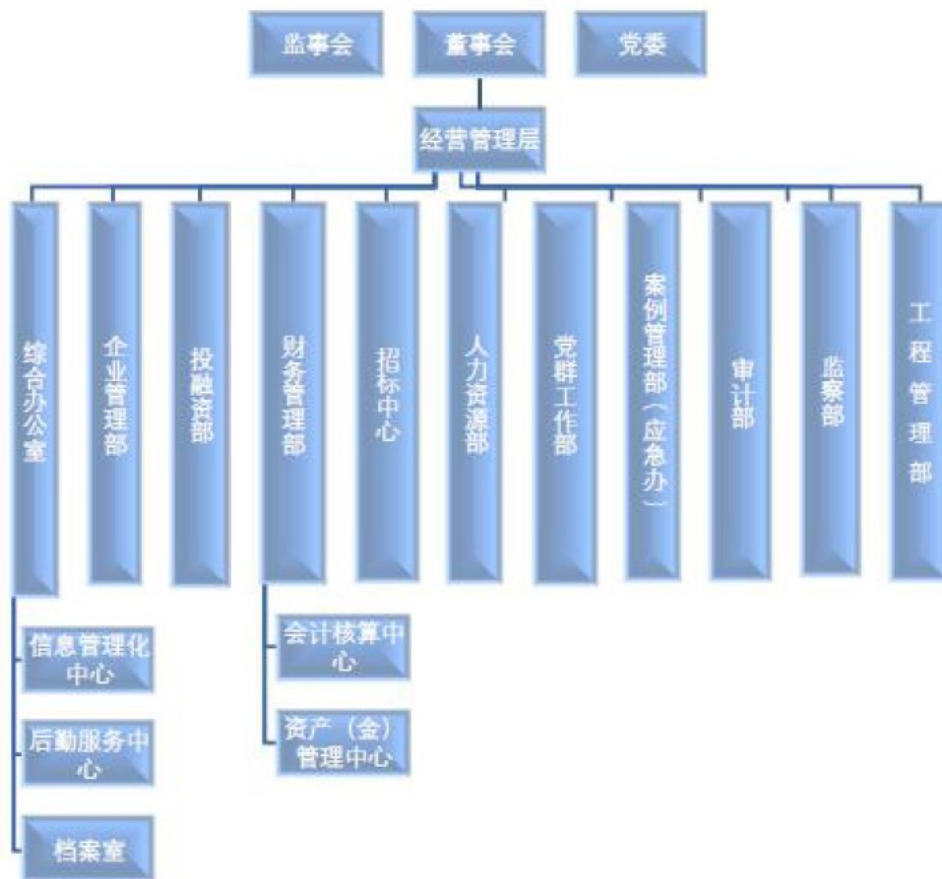 监事会
董事会
党委
经营管理层
综合办公室
企业管理部
投融资部
财务管理部
招标中心
人力资源部
党群工作部
案例管理部（应急办）
审计部
监察部
工程管理部
信息管理化
中心
后勤服务中
心
档案室
会计核算中
心
资产（金）
管理中心